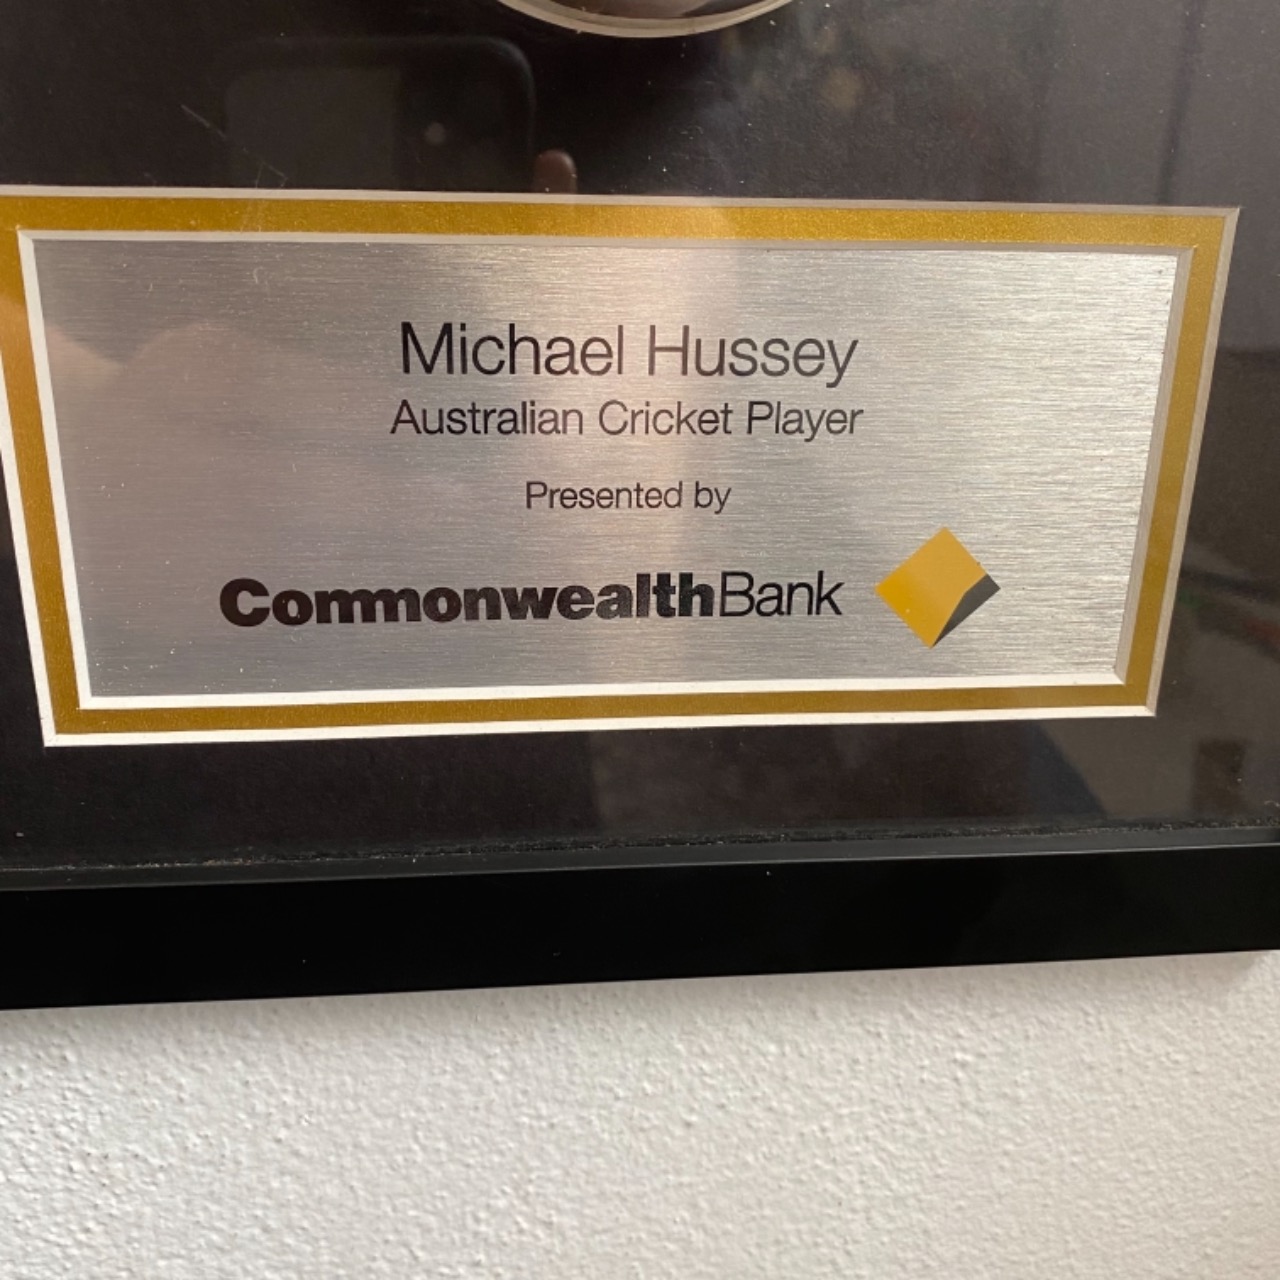 Michael Hussey
Australian Cricket Player
Presented by
CommonwealthBank